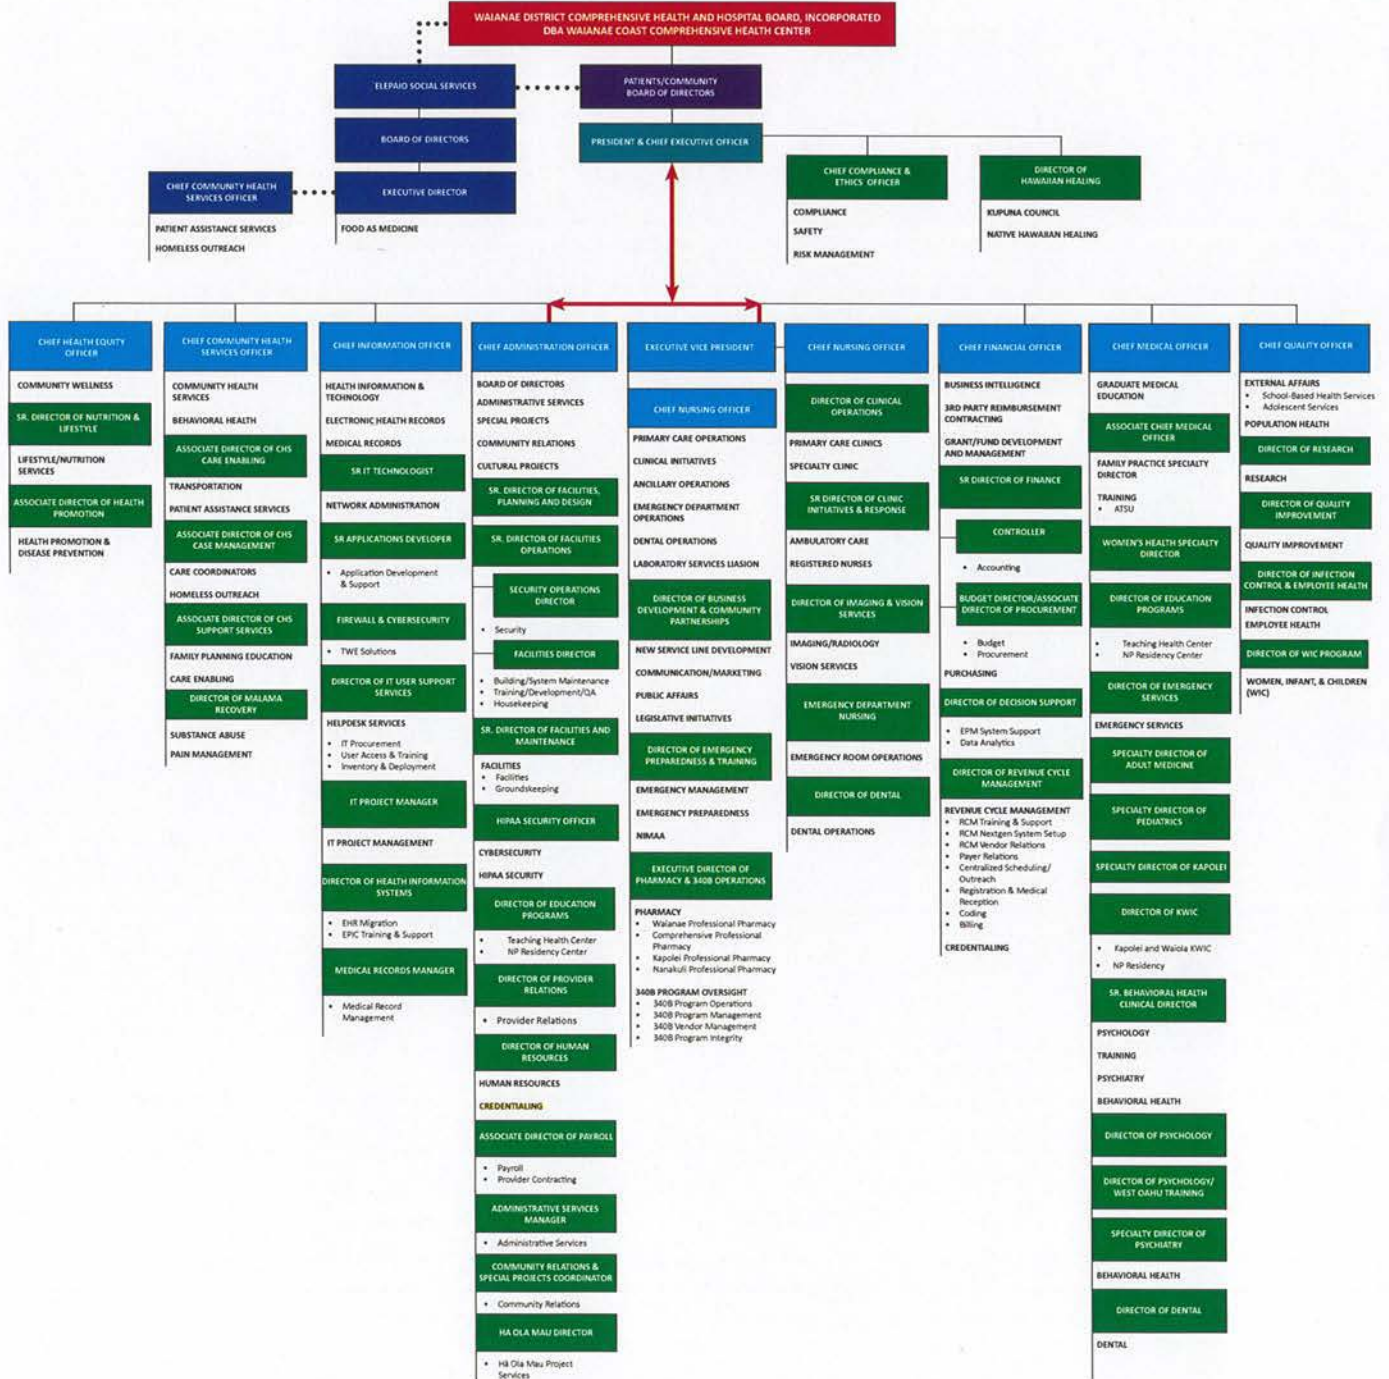 WAIANAE DISTRICT COMPREHENSIVE HEALTH AND HOSPITAL BOARD, INCORPORATED
DBA WAIANAE COAST COMPREHENSIVE HEALTH CENTER
ELEPAIO SOCIAL SERVICES
PATIENTS/COMMUNITY
BOARD OF DIRECTORS
BOARD OF DIRECTORS
PRESIDENT & CHIEF EXECUTIVE OFFICER
CHIEF COMMUNITY HEALTH
SERVICES OFFICER
EXECUTIVE DIRECTOR
CHIEF COMPLIANCE &
ETHICS OFFICER
DIRECTOR OF
HAWAIIAN HEALING
PATIENT ASSISTANCE SERVICES
HOMELESS OUTREACH
FOOD AS MEDICINE
COMPLIANCE
SAFETY
RISK MANAGEMENT
KUPUNA COUNCIL
NATIVE HAWAIIAN HEALING
CHIEF HEALTH EQUITY
OFFICER
COMMUNITY WELLNESS
SR. DIRECTOR OF NUTRITION &
LIFESTYLE
LIFESTYLE/NUTRITION
SERVICES
ASSOCIATE DIRECTOR OF HEALTH
PROMOTION
HEALTH PROMOTION &
DISEASE PREVENTION
CHIEF COMMUNITY HEALTH
SERVICES OFFICER
COMMUNITY HEALTH
SERVICES
BEHAVIORAL HEALTH
ASSOCIATE DIRECTOR OF CHS
CARE ENABLING
TRANSPORTATION
PATIENT ASSISTANCE SERVICES
ASSOCIATE DIRECTOR OF CHS
CASE MANAGEMENT
CARE COORDINATORS
HOMELESS OUTREACH
ASSOCIATE DIRECTOR OF CHS
SUPPORT SERVICES
FAMILY PLANNING EDUCATION
CARE ENABLING
DIRECTOR OF MALAMA
RECOVERY
SUBSTANCE ABUSE
PAIN MANAGEMENT
CHIEF INFORMATION OFFICER
HEALTH INFORMATION &
TECHNOLOGY
ELECTRONIC HEALTH RECORDS
MEDICAL RECORDS
SR IT TECHNOLOGIST
NETWORK ADMINISTRATION
SR APPLICATIONS DEVELOPER
• Application Development
& Support
FIREWALL & CYBERSECURITY
• TWE Solutions
DIRECTOR OF IT USER SUPPORT
SERVICES
HELPDESK SERVICES
• IT Procurement
• User Access & Training
• Inventory & Deployment
IT PROJECT MANAGER
IT PROJECT MANAGEMENT
DIRECTOR OF HEALTH INFORMATION
SYSTEMS
• EHR Migration
• EPIC Training & Support
MEDICAL RECORDS MANAGER
• Medical Record
Management
CHIEF ADMINISTRATION OFFICER
BOARD OF DIRECTORS
ADMINISTRATIVE SERVICES
SPECIAL PROJECTS
COMMUNITY RELATIONS
CULTURAL PROJECTS
SR. DIRECTOR OF FACILITIES,
PLANNING AND DESIGN
SR. DIRECTOR OF FACILITIES
OPERATIONS
SECURITY OPERATIONS
DIRECTOR
• Security
FACILITIES DIRECTOR
• Building/System Maintenance
• Training/Development/QA
• Housekeeping
SR. DIRECTOR OF FACILITIES AND
MAINTENANCE
FACILITIES
• Facilities
• Groundskeeping
HIPAA SECURITY OFFICER
CYBERSECURITY
HIPAA SECURITY
DIRECTOR OF EDUCATION
PROGRAMS
• Teaching Health Center
• NP Residency Center
DIRECTOR OF PROVIDER
RELATIONS
• Provider Relations
DIRECTOR OF HUMAN
RESOURCES
HUMAN RESOURCES
CREDENTIALING
ASSOCIATE DIRECTOR OF PAYROLL
• Payroll
• Provider Contracting
ADMINISTRATIVE SERVICES
MANAGER
• Administrative Services
COMMUNITY RELATIONS &
SPECIAL PROJECTS COORDINATOR
• Community Relations
HA OLA MAU DIRECTOR
• Hā Ola Mau Project
Services
EXECUTIVE VICE PRESIDENT
CHIEF NURSING OFFICER
PRIMARY CARE OPERATIONS
CLINICAL INITIATIVES
ANCILLARY OPERATIONS
EMERGENCY DEPARTMENT
OPERATIONS
DENTAL OPERATIONS
LABORATORY SERVICES LIASION
DIRECTOR OF BUSINESS
DEVELOPMENT & COMMUNITY
PARTNERSHIPS
NEW SERVICE LINE DEVELOPMENT
COMMUNICATION/MARKETING
PUBLIC AFFAIRS
LEGISLATIVE INITIATIVES
DIRECTOR OF EMERGENCY
PREPAREDNESS & TRAINING
EMERGENCY MANAGEMENT
EMERGENCY PREPAREDNESS
NIMAA
EXECUTIVE DIRECTOR OF
PHARMACY & 340B OPERATIONS
PHARMACY
• Waianae Professional Pharmacy
• Comprehensive Professional
Pharmacy
• Kapolei Professional Pharmacy
• Nanakuli Professional Pharmacy
340B PROGRAM OVERSIGHT
• 340B Program Operations
• 340B Program Management
• 340B Vendor Management
• 340B Program Integrity
CHIEF NURSING OFFICER
DIRECTOR OF CLINICAL
OPERATIONS
PRIMARY CARE CLINICS
SPECIALTY CLINIC
SR DIRECTOR OF CLINIC
INITIATIVES & RESPONSE
AMBULATORY CARE
REGISTERED NURSES
DIRECTOR OF IMAGING & VISION
SERVICES
IMAGING/RADIOLOGY
VISION SERVICES
EMERGENCY DEPARTMENT
NURSING
EMERGENCY ROOM OPERATIONS
DIRECTOR OF DENTAL
DENTAL OPERATIONS
CHIEF FINANCIAL OFFICER
BUSINESS INTELLIGENCE
3RD PARTY REIMBURSEMENT
CONTRACTING
GRANT/FUND DEVELOPMENT
AND MANAGEMENT
SR DIRECTOR OF FINANCE
CONTROLLER
• Accounting
BUDGET DIRECTOR/ASSOCIATE
DIRECTOR OF PROCUREMENT
• Budget
• Procurement
PURCHASING
DIRECTOR OF DECISION SUPPORT
• EPM System Support
• Data Analytics
DIRECTOR OF REVENUE CYCLE
MANAGEMENT
REVENUE CYCLE MANAGEMENT
• RCM Training & Support
• RCM Nextgen System Setup
• RCM Vendor Relations
• Payer Relations
• Centralized Scheduling/
Outreach
• Registration & Medical
Reception
• Coding
• Billing
CREDENTIALING
CHIEF MEDICAL OFFICER
GRADUATE MEDICAL
EDUCATION
ASSOCIATE CHIEF MEDICAL
OFFICER
FAMILY PRACTICE SPECIALTY
DIRECTOR
TRAINING
• ATSU
WOMEN'S HEALTH SPECIALTY
DIRECTOR
DIRECTOR OF EDUCATION
PROGRAMS
• Teaching Health Center
• NP Residency Center
DIRECTOR OF EMERGENCY
SERVICES
EMERGENCY SERVICES
SPECIALTY DIRECTOR OF
ADULT MEDICINE
SPECIALTY DIRECTOR OF
PEDIATRICS
SPECIALTY DIRECTOR OF KAPOLEI
DIRECTOR OF KWIC
• Kapolei and Waiola KWIC
• NP Residency
SR. BEHAVIORAL HEALTH
CLINICAL DIRECTOR
PSYCHOLOGY
TRAINING
PSYCHIATRY
BEHAVIORAL HEALTH
DIRECTOR OF PSYCHOLOGY
DIRECTOR OF PSYCHOLOGY/
WEST OAHU TRAINING
SPECIALTY DIRECTOR OF
PSYCHIATRY
BEHAVIORAL HEALTH
DIRECTOR OF DENTAL
DENTAL
CHIEF QUALITY OFFICER
EXTERNAL AFFAIRS
• School-Based Health Services
• Adolescent Services
POPULATION HEALTH
DIRECTOR OF RESEARCH
RESEARCH
DIRECTOR OF QUALITY
IMPROVEMENT
QUALITY IMPROVEMENT
DIRECTOR OF INFECTION
CONTROL & EMPLOYEE HEALTH
INFECTION CONTROL
EMPLOYEE HEALTH
DIRECTOR OF WIC PROGRAM
WOMEN, INFANT, & CHILDREN
(WIC)